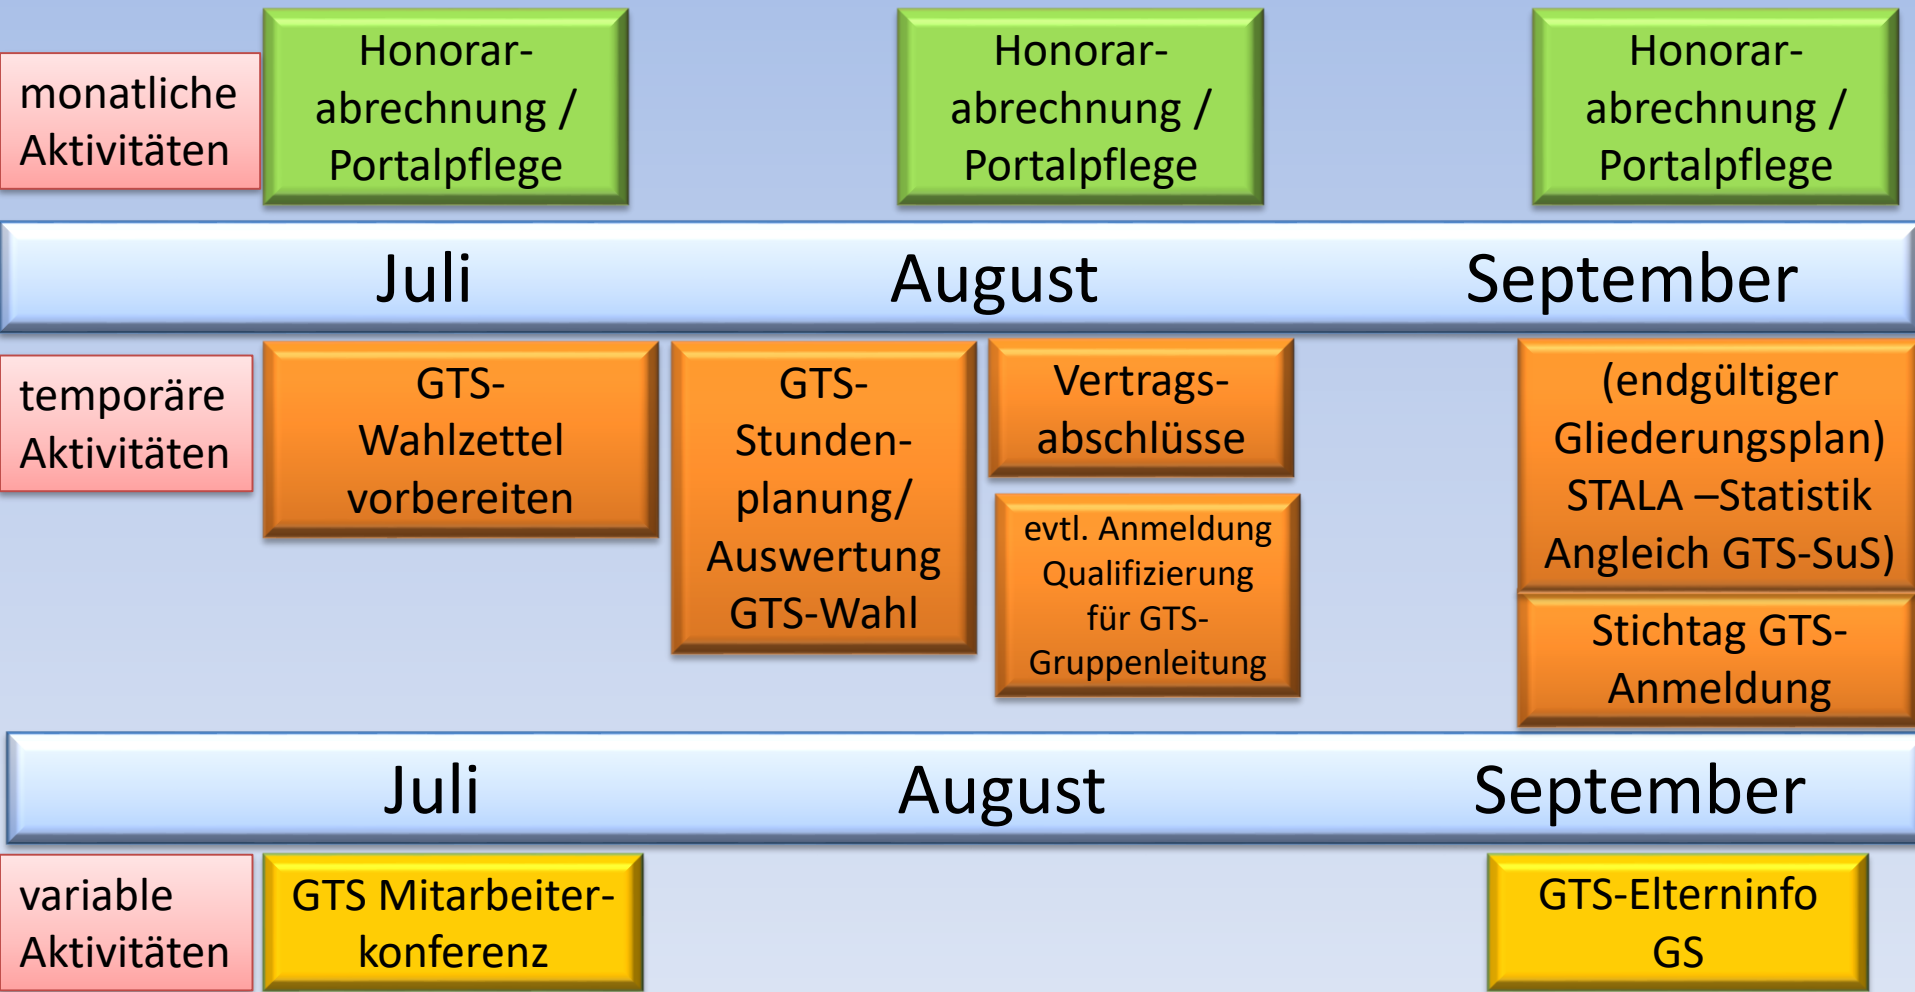 monatliche
Aktivitäten
Honorar-
abrechnung /
Portalpflege
Honorar-
abrechnung /
Portalpflege
Honorar-
abrechnung /
Portalpflege
Juli August September
temporäre
Aktivitäten
GTS-
Wahlzettel
vorbereiten
GTS-
Stunden-
planung/
Auswertung
GTS-Wahl
Vertrags-
abschlüsse
evtl. Anmeldung
Qualifizierung
für GTS-
Gruppenleitung
(endgültiger
Gliederungsplan)
STALA –Statistik
Angleich GTS-SuS)
Stichtag GTS-
Anmeldung
Juli August September
variable
Aktivitäten
GTS Mitarbeiter-
konferenz
GTS-Elterninfo
GS